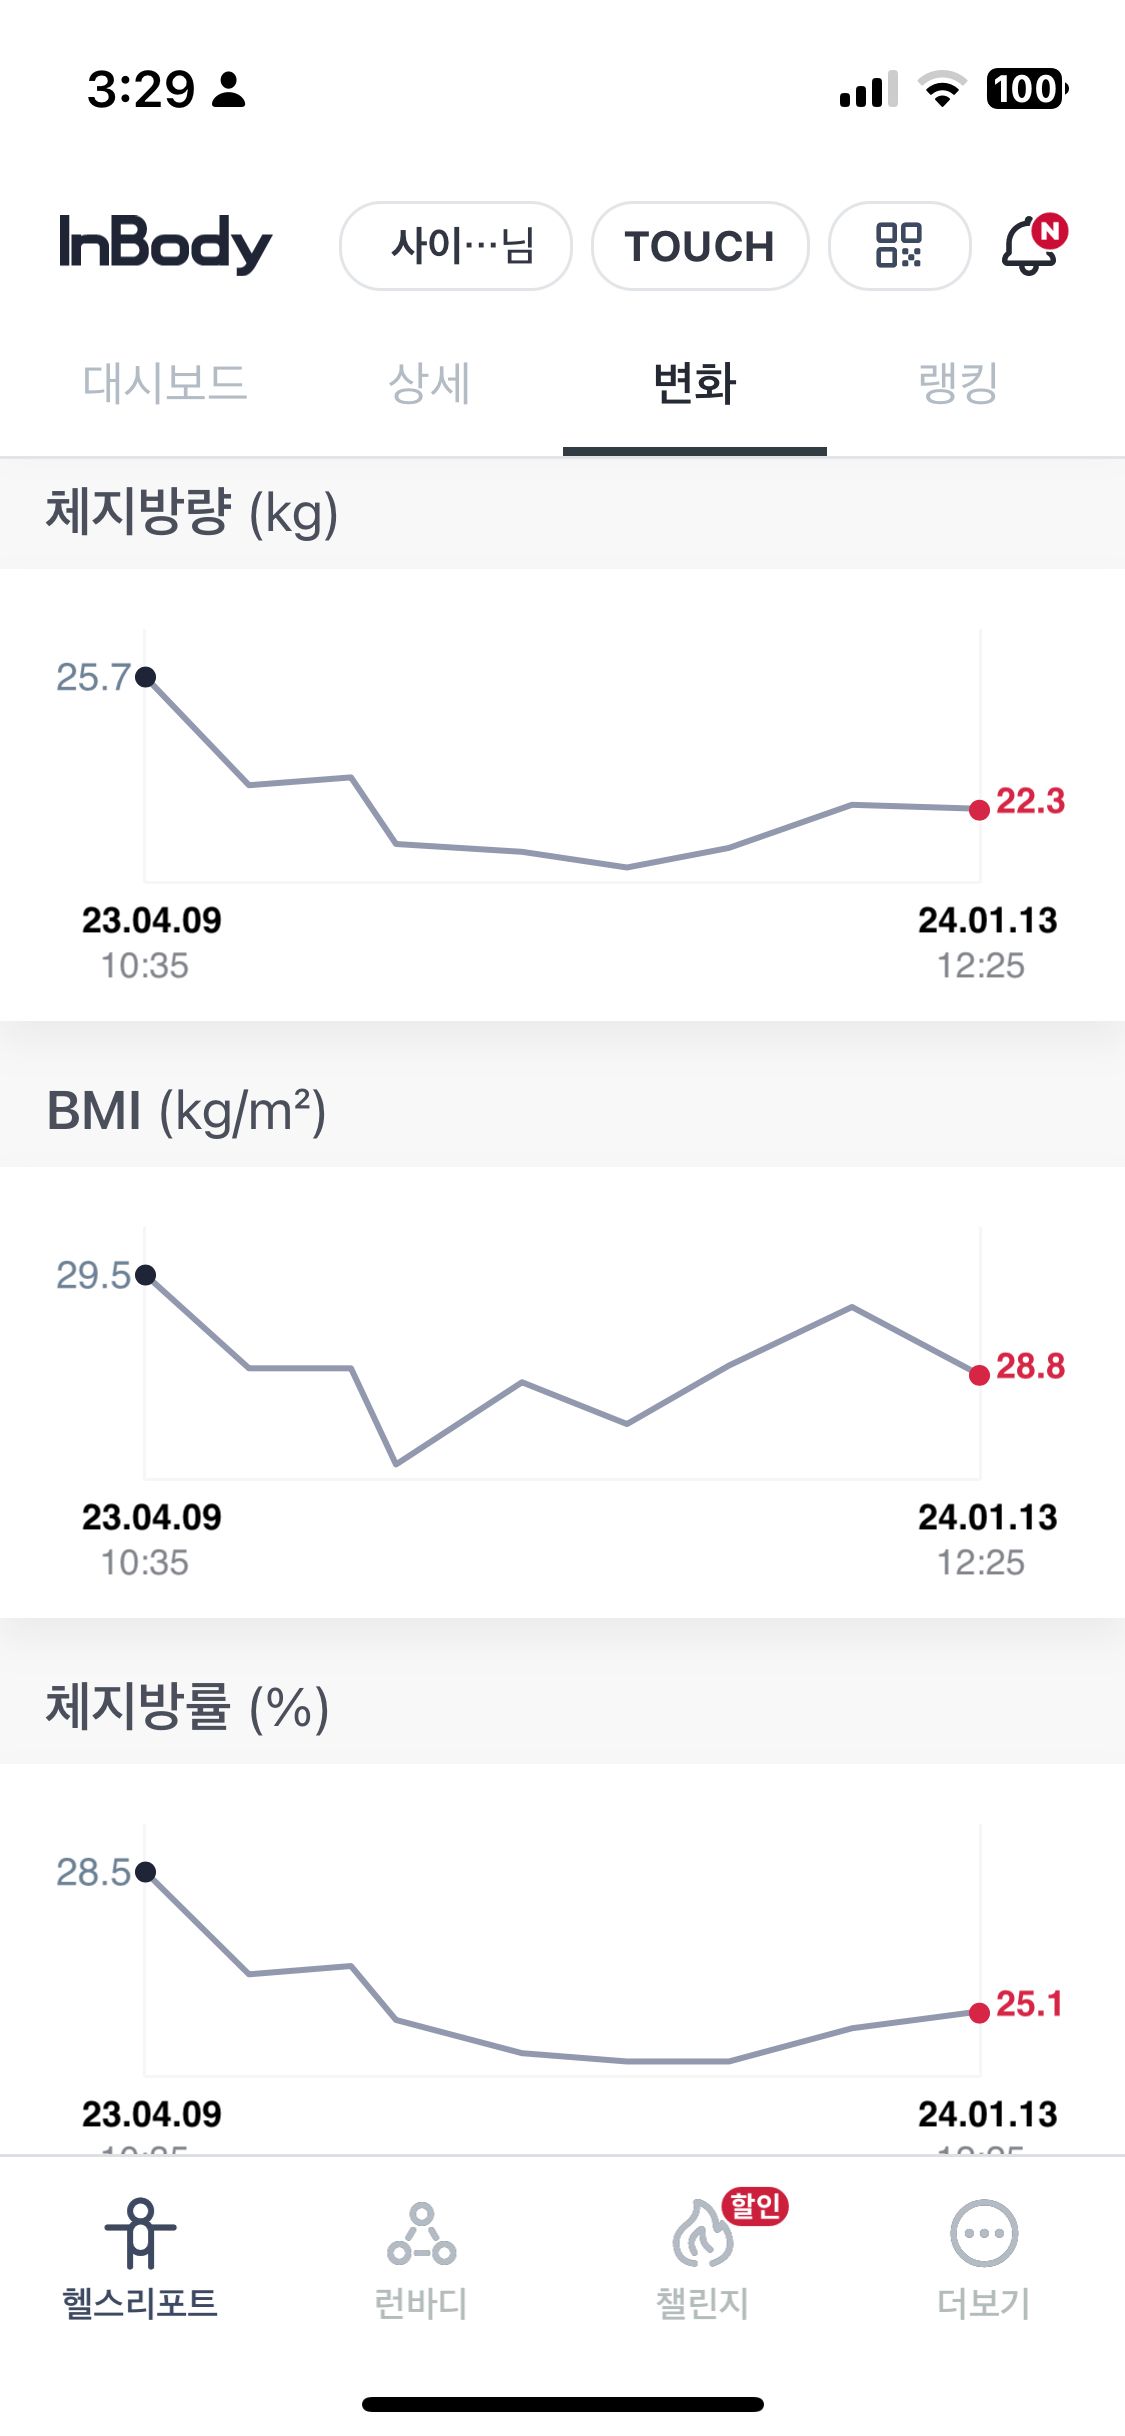 3:29
100
InBody
사이…님
TOUCH
N
대시보드
상세
변화
랭킹
체지방량 (kg)
25.7
22.3
23.04.09
24.01.13
10:35
12:25
BMI (kg/m²)
29.5
28.8
23.04.09
24.01.13
10:35
12:25
체지방률 (%)
28.5
25.1
23.04.09
24.01.13
할인
헬스리포트
런바디
챌린지
더보기